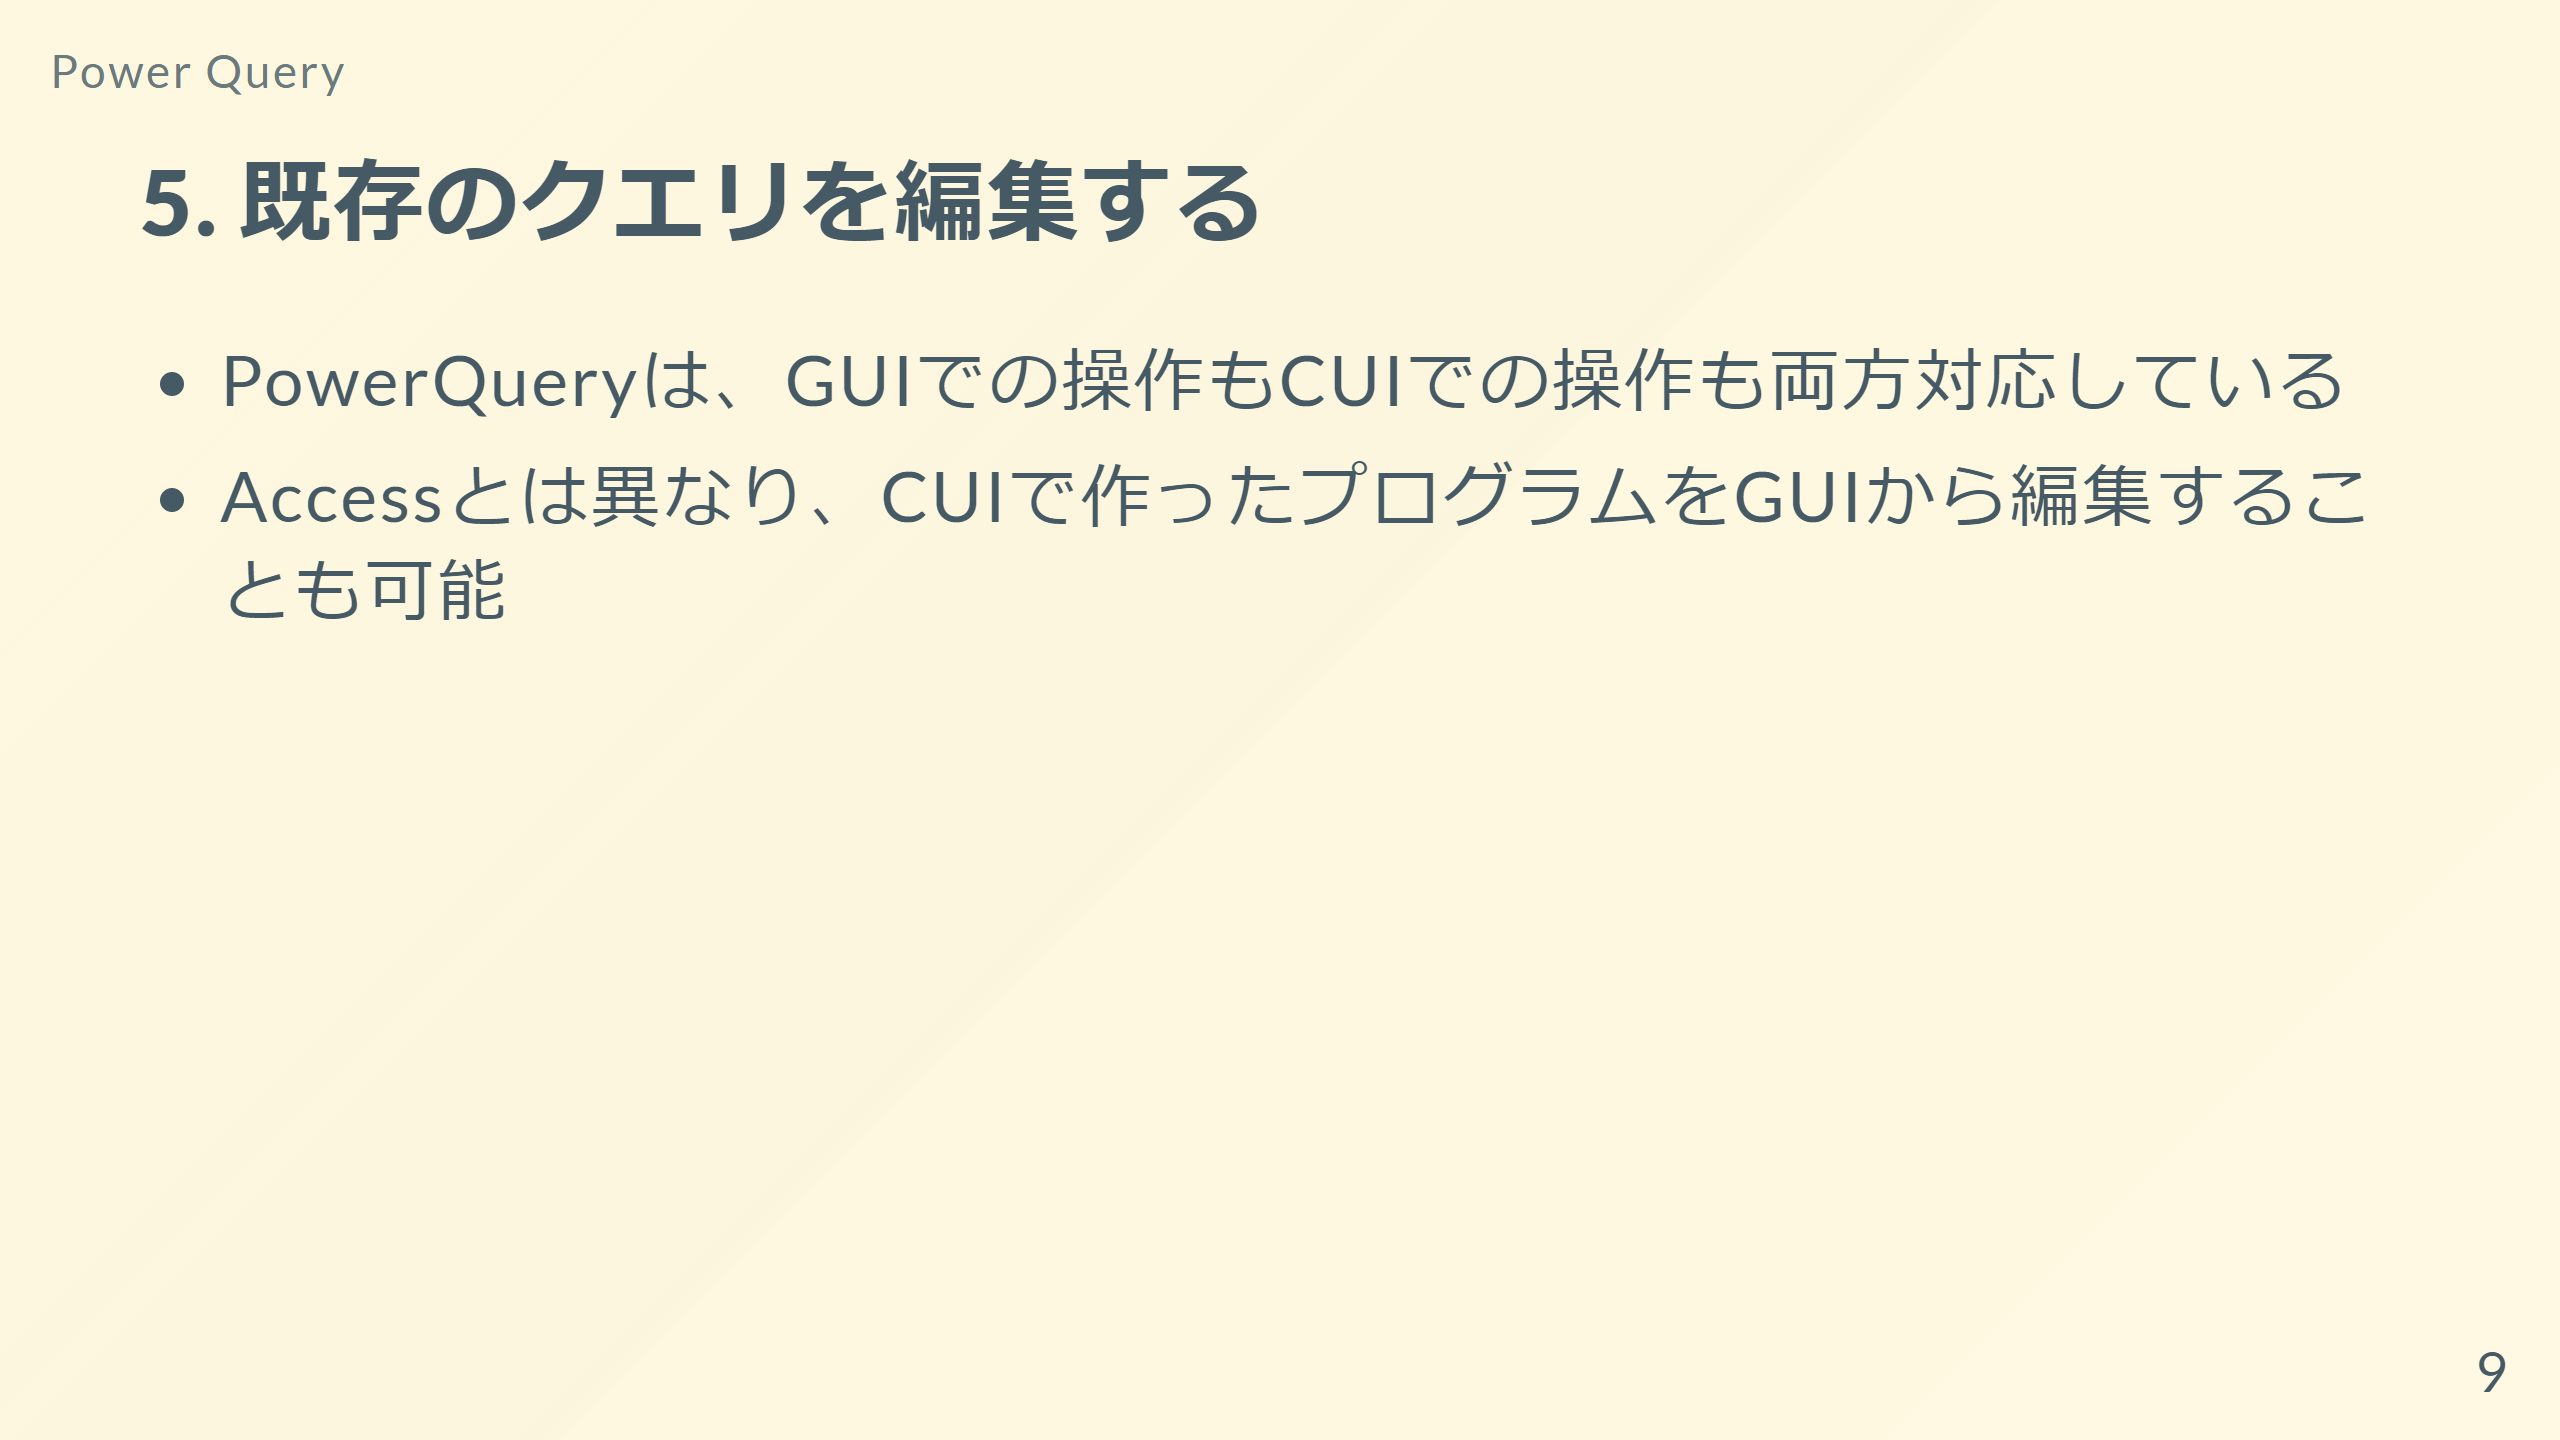 Power Query
5. 既存のクエリを編集する
• PowerQueryは、GUIでの操作もCUIでの操作も両方対応している
• Accessとは異なり、CUIで作ったプログラムをGUIから編集するこ
とも可能
9